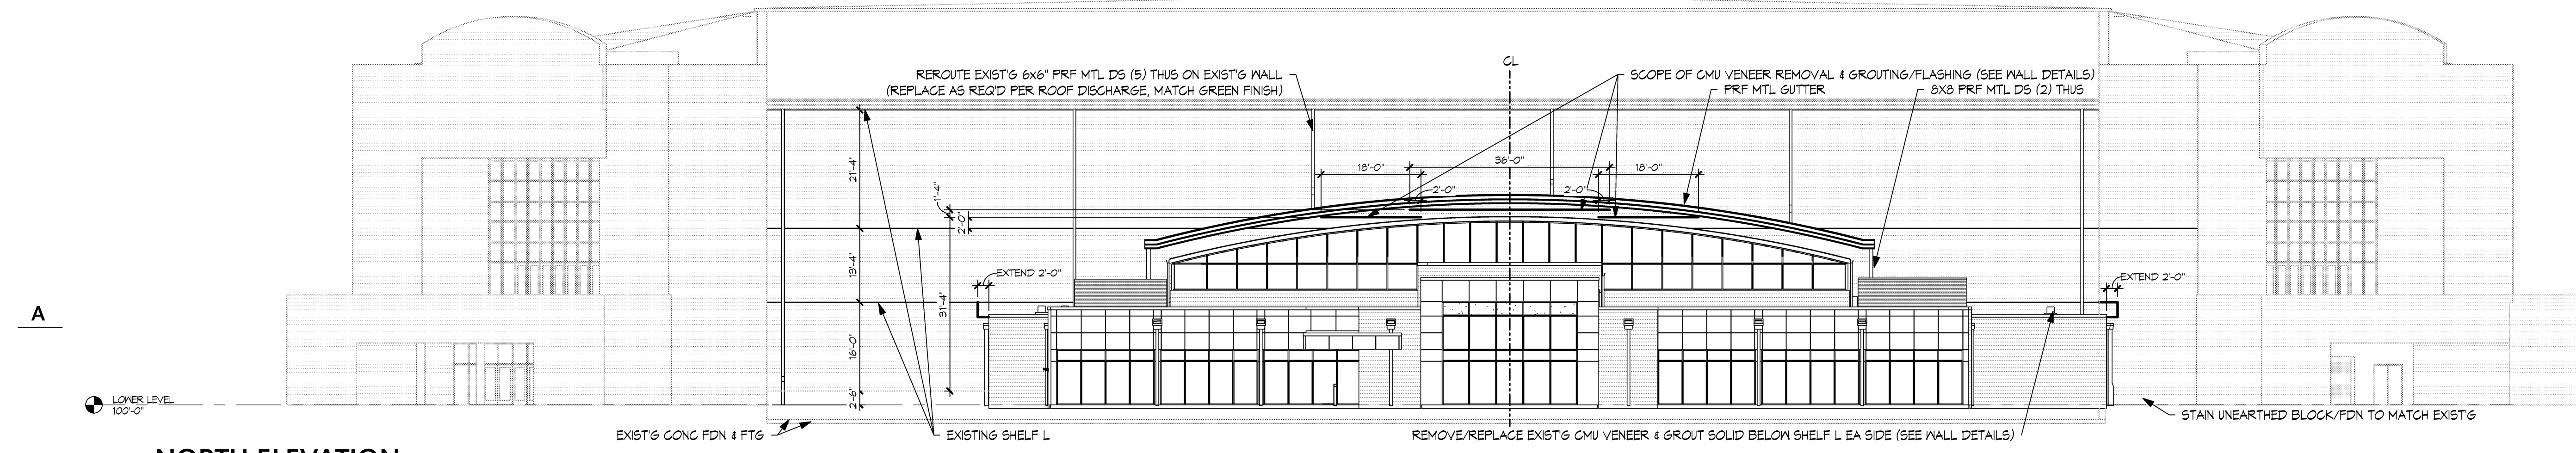 CL
REROUTE EXIST'G 6x6" PRF MTL DS (5) THUS ON EXIST'G WALL
(REPLACE AS REQ'D PER ROOF DISCHARGE, MATCH GREEN FINISH)
SCOPE OF CMU VENEER REMOVAL & GROUTING/FLASHING (SEE WALL DETAILS)
PRF MTL GUTTER
8X8 PRF MTL DS (2) THUS
18'-0"
36'-0"
18'-0"
2'-0"
2'-0"
21'-4"
1'-4"
2'-0"
13'-4"
31'-4"
16'-0"
2'-6"
EXTEND 2'-0"
EXTEND 2'-0"
A
LOWER LEVEL
100'-0"
STAIN UNEARTHED BLOCK/FDN TO MATCH EXIST'G
EXIST'G CONC FDN & FTG
EXISTING SHELF L
REMOVE/REPLACE EXIST'G CMU VENEER & GROUT SOLID BELOW SHELF L EA SIDE (SEE WALL DETAILS)
NORTH ELEVATION